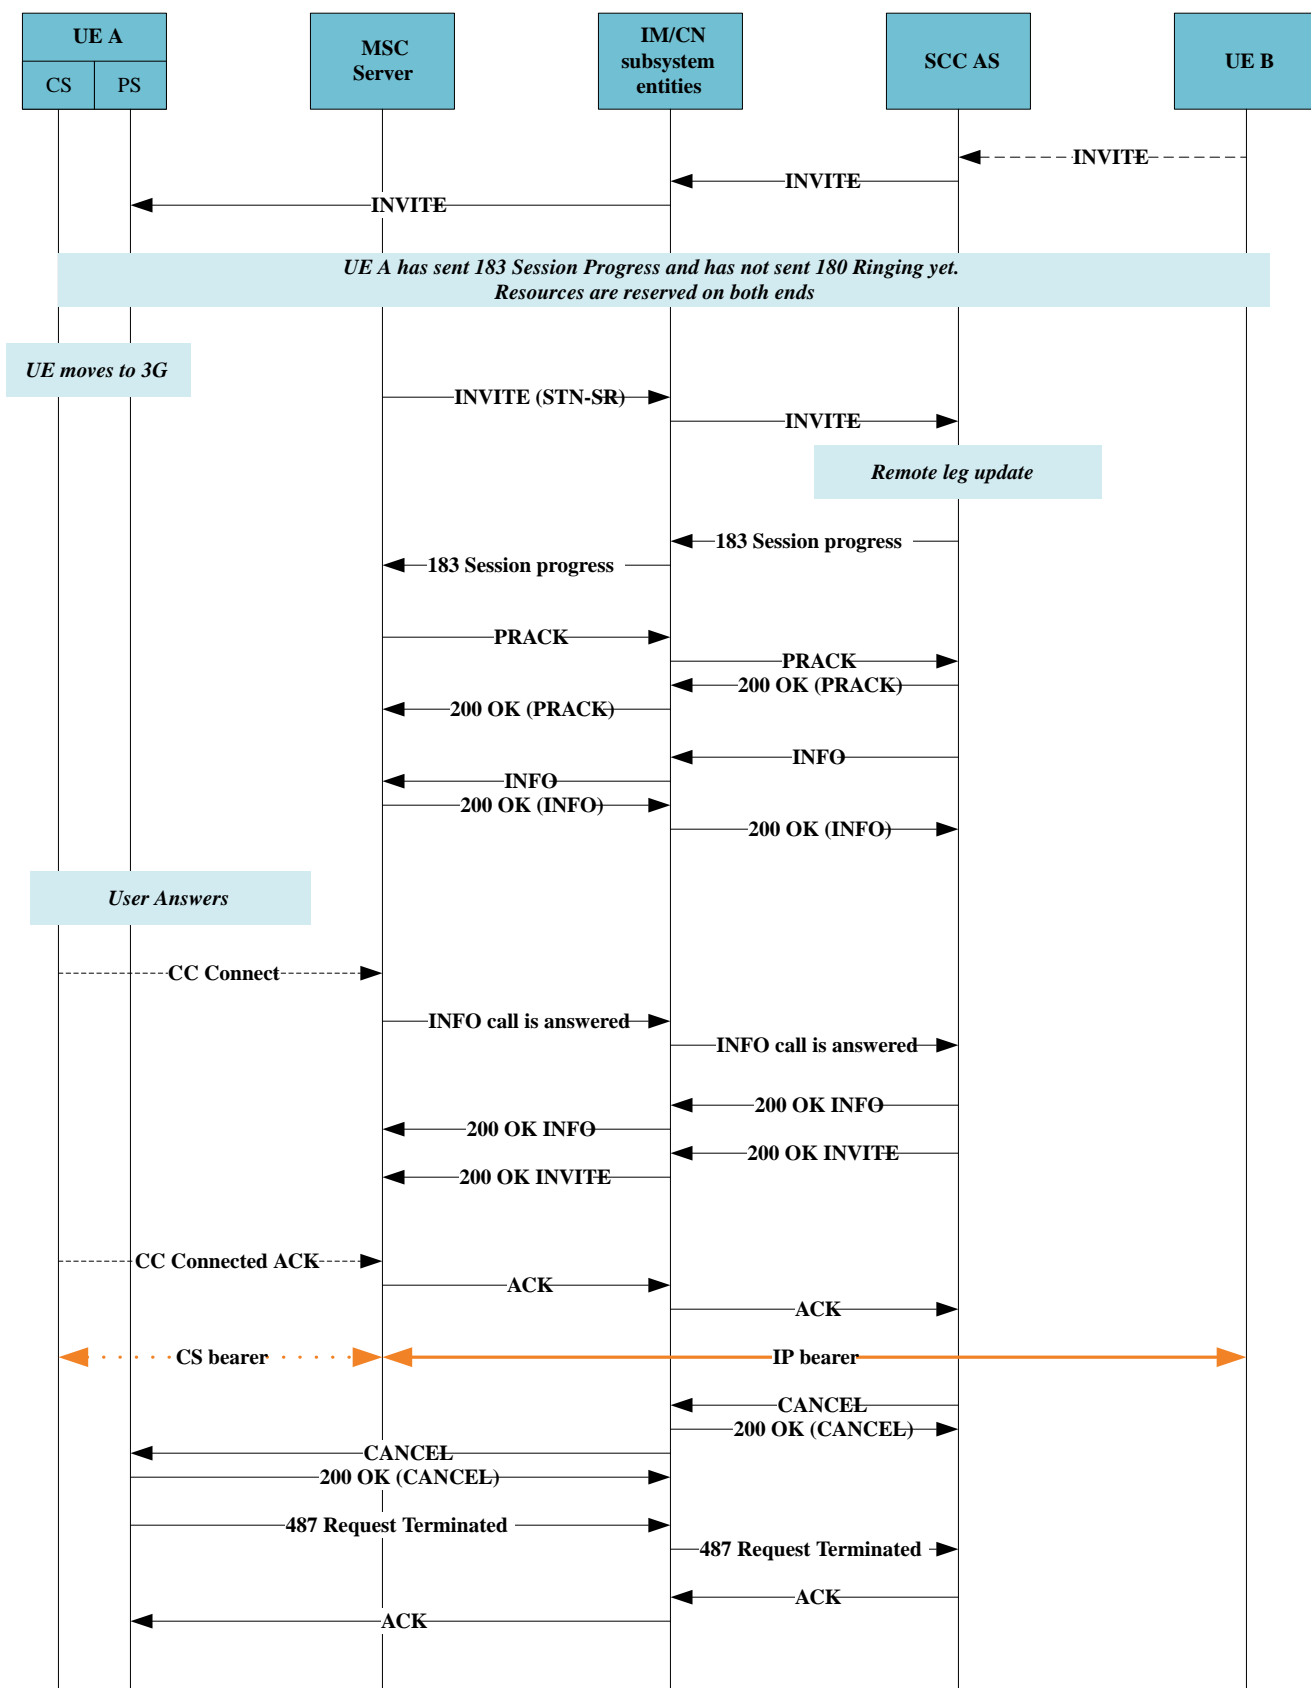 UE A
CS
PS
MSC
Server
IM/CN
subsystem
entities
SCC AS
UE B
INVITE
INVITE
INVITE
UE A has sent 183 Session Progress and has not sent 180 Ringing yet.
Resources are reserved on both ends
UE moves to 3G
INVITE (STN-SR)
INVITE
Remote leg update
183 Session progress
183 Session progress
PRACK
PRACK
200 OK (PRACK)
200 OK (PRACK)
INFO
INFO
200 OK (INFO)
200 OK (INFO)
User Answers
CC Connect
INFO call is answered
INFO call is answered
200 OK INFO
200 OK INFO
200 OK INVITE
200 OK INVITE
CC Connected ACK
ACK
ACK
CS bearer
IP bearer
CANCEL
200 OK (CANCEL)
CANCEL
200 OK (CANCEL)
487 Request Terminated
487 Request Terminated
ACK
ACK